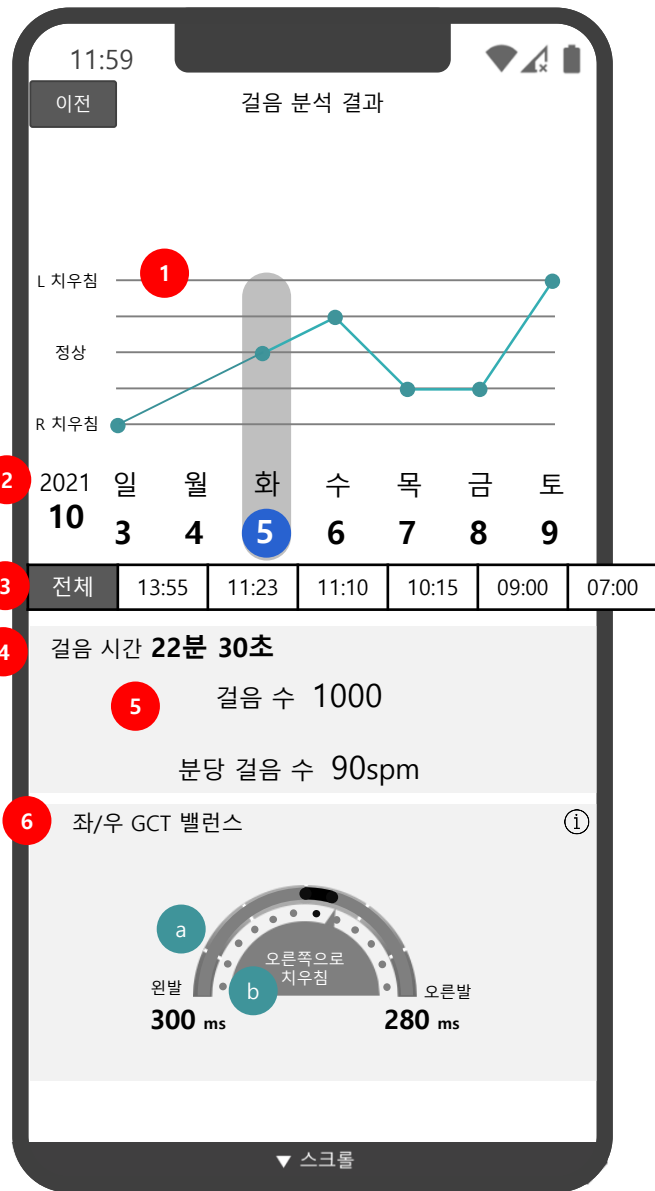 11:59
이전
걸음 분석 결과
L 치우침
1
정상
R 치우침
2
2021 일 월 화 수 목 금 토
10 3 4 5 6 7 8 9
3
전체 13:55 11:23 11:10 10:15 09:00 07:00
4
걸음 시간 22분 30초
5
걸음 수 1000
분당 걸음 수 90spm
6
좌/우 GCT 밸런스
i
a
오른쪽으로
치우침
b
왼발
오른발
300 ms
280 ms
▼ 스크롤